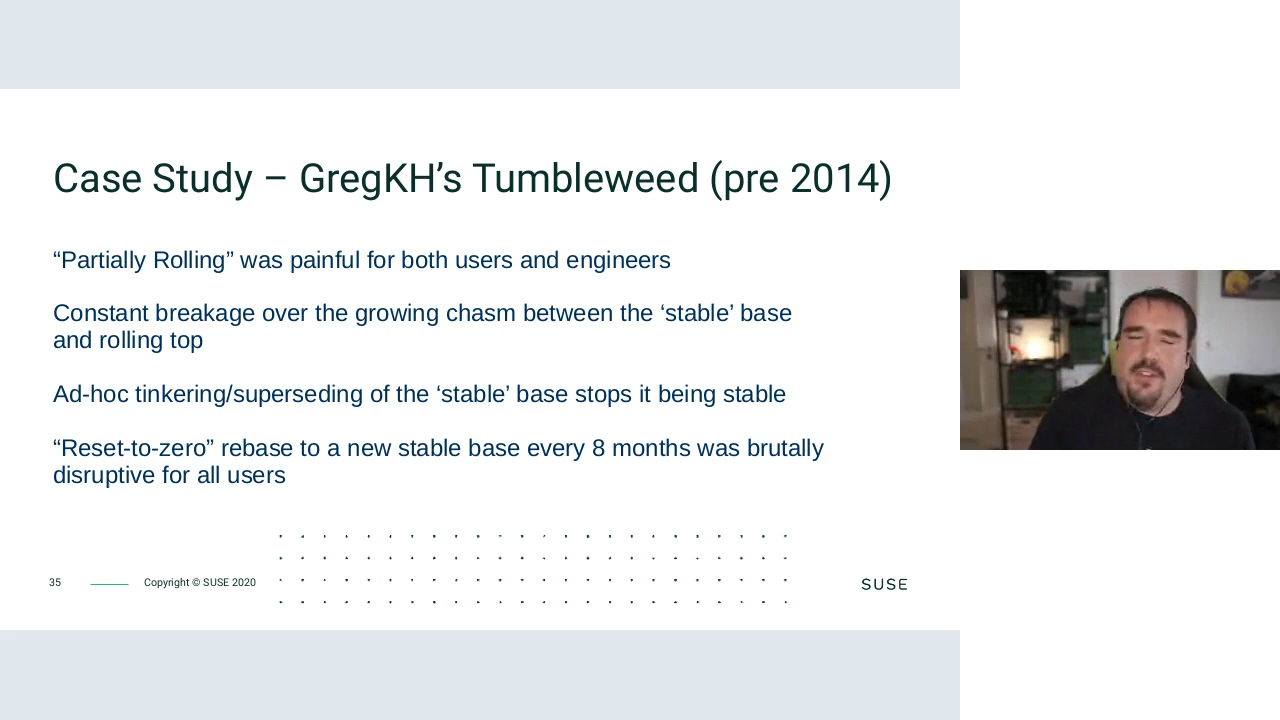 Case Study – GregKH’s Tumbleweed (pre 2014)
“Partially Rolling” was painful for both users and engineers
Constant breakage over the growing chasm between the ‘stable’ base
and rolling top
Ad-hoc tinkering/superseding of the ‘stable’ base stops it being stable
“Reset-to-zero” rebase to a new stable base every 8 months was brutally
disruptive for all users
35
Copyright © SUSE 2020
SUSE